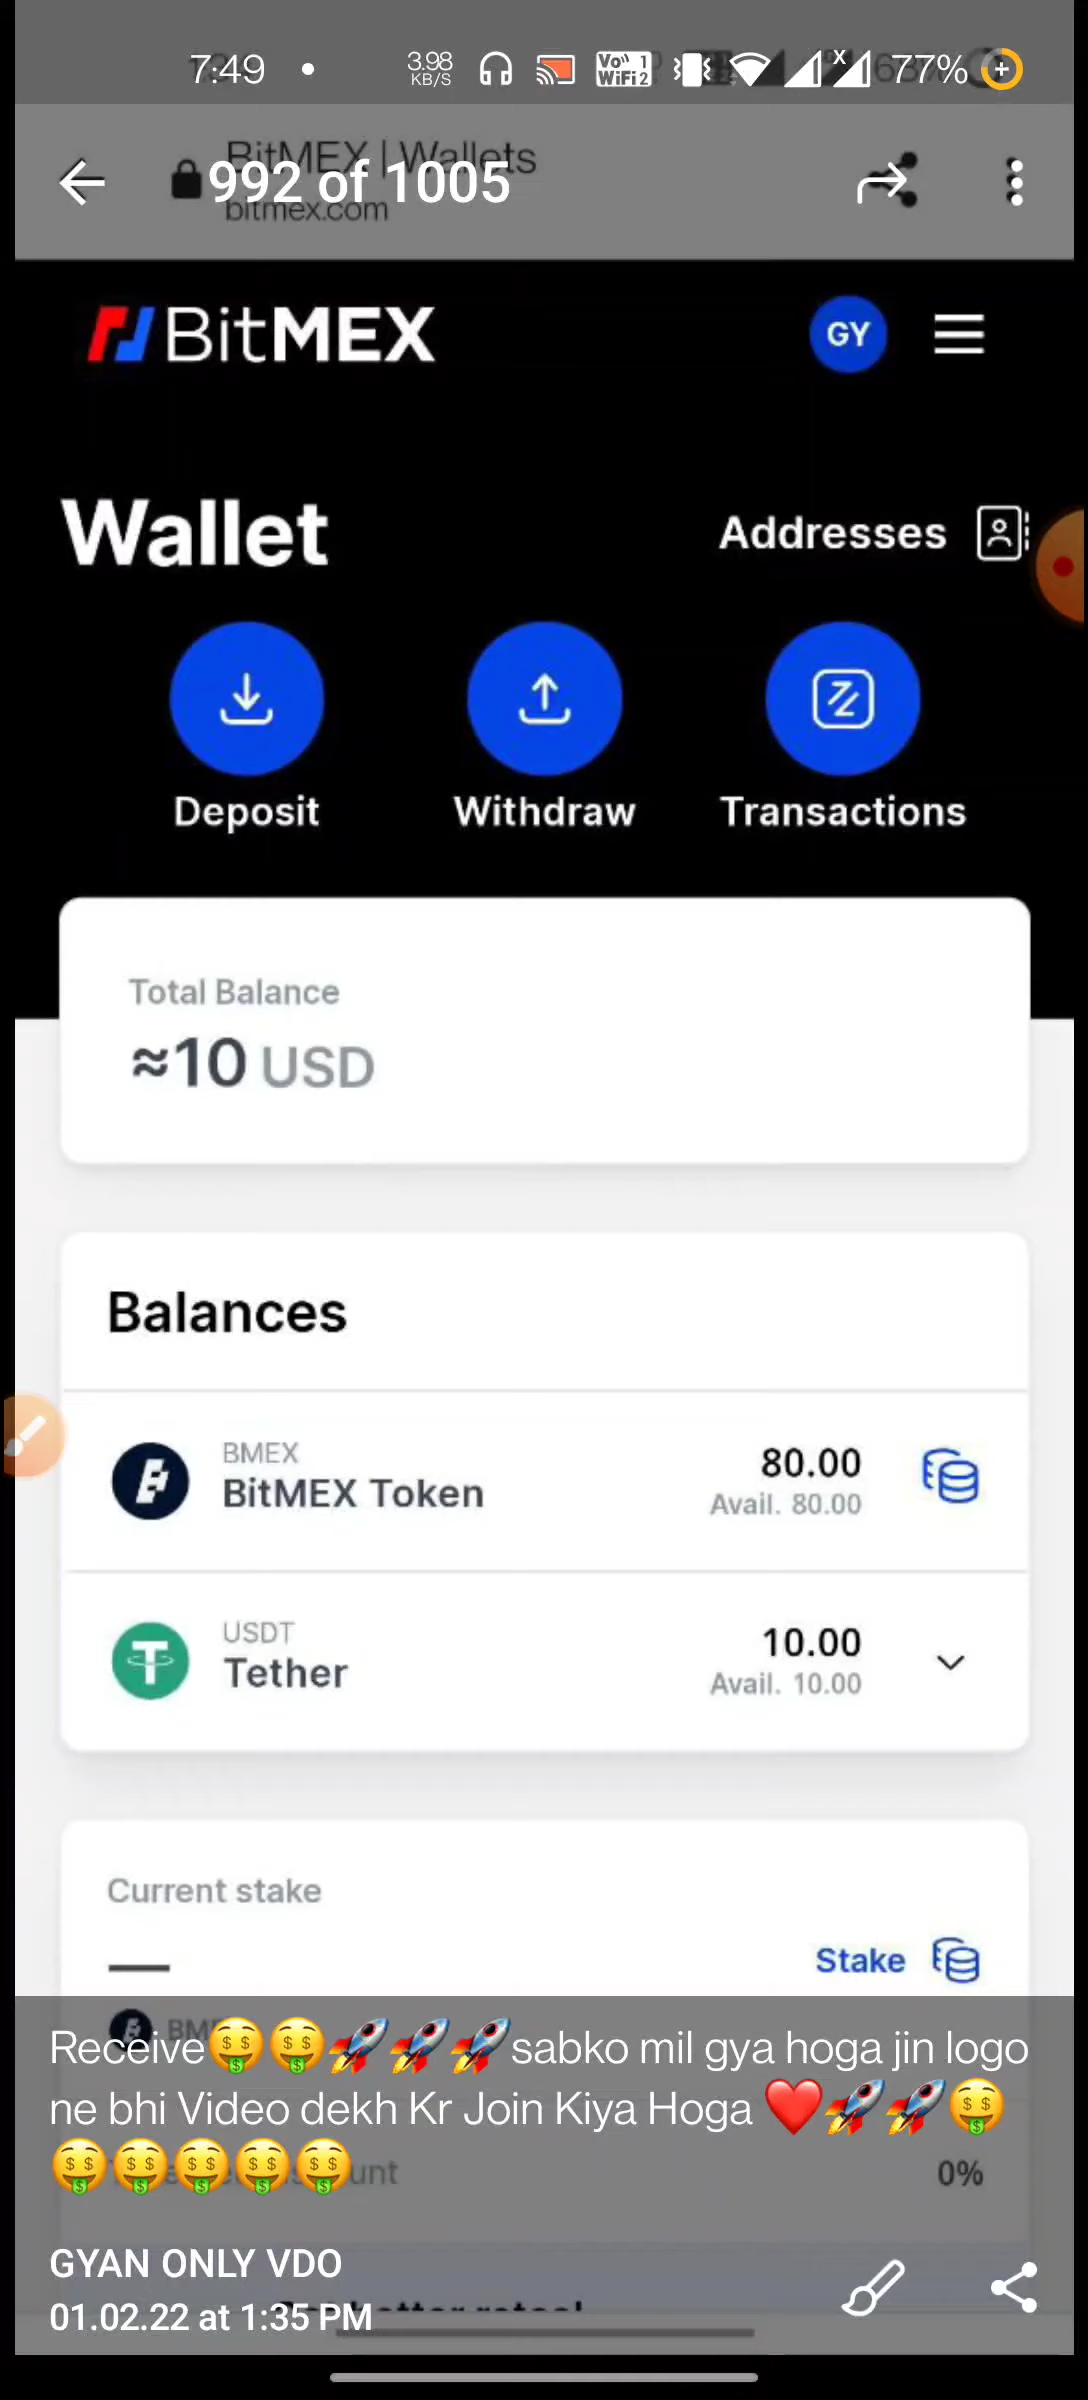 7:49
3.98 KB/S
Vo 1 WiFi2
77%
BitMEX | Wallets
992 of 1005
bitmex.com
BitMEX
GY
Wallet
Addresses
Deposit
Withdraw
Transactions
Total Balance
≈10 USD
Balances
BMEX
BitMEX Token
80.00
Avail. 80.00
USDT
Tether
10.00
Avail. 10.00
Current stake
—
Stake
Receive🤑🤑🚀🚀🚀sabko mil gya hoga jin logo
ne bhi Video dekh Kr Join Kiya Hoga ❤️🚀🚀🤑
🤑🤑🤑🤑🤑
0%
GYAN ONLY VDO
01.02.22 at 1:35 PM